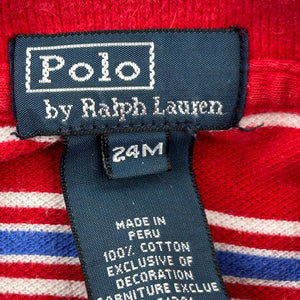 Polo
by Ralph Lauren
24M
MADE IN
PERU
100% COTTON
EXCLUSIVE OF
DECORATION
GARNITURE EXCLUE